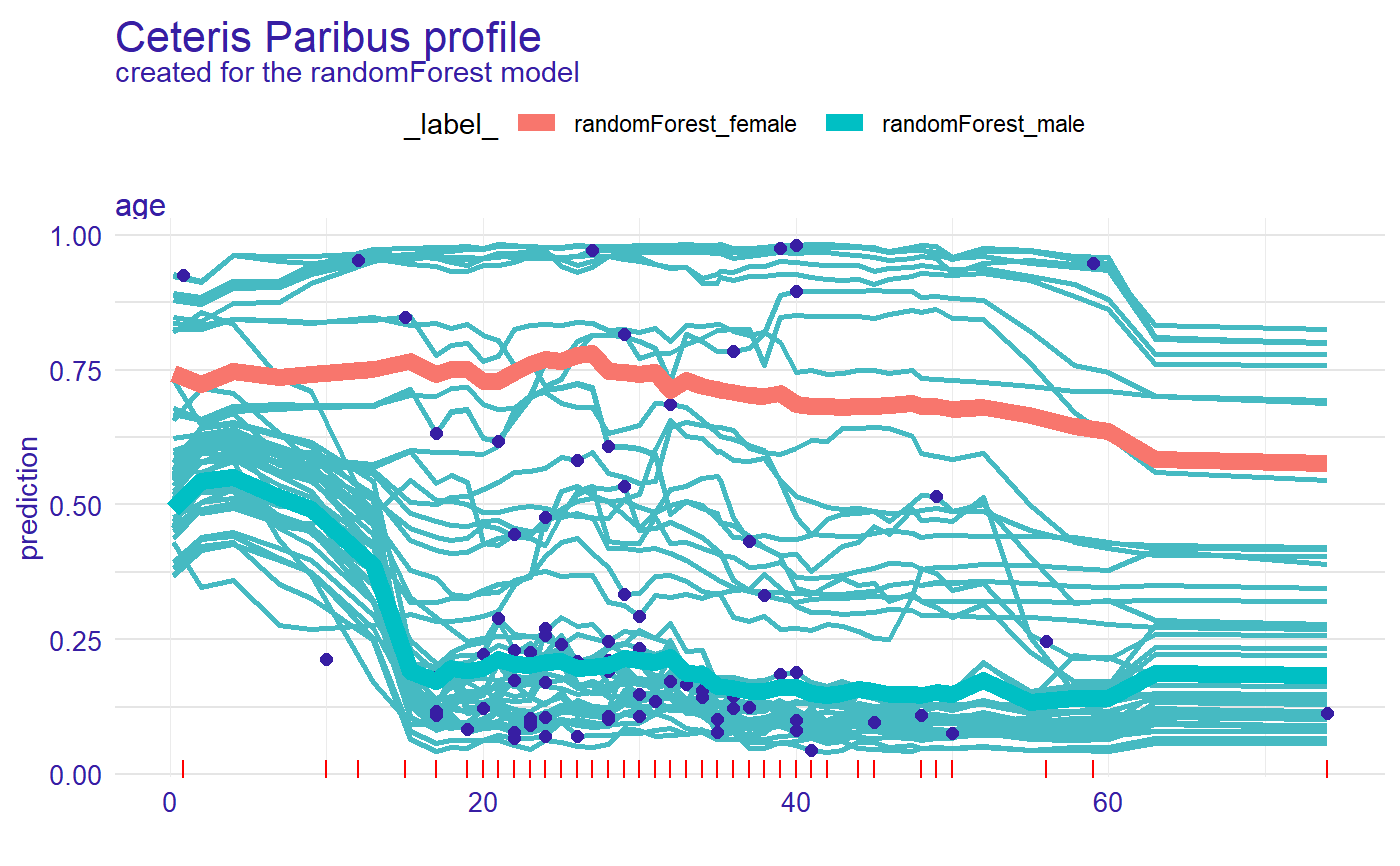 Ceteris Paribus profile
created for the randomForest model
_label_ randomForest_female randomForest_male
age
1.00
0.75
0.50
0.25
0.00
prediction
0 20 40 60